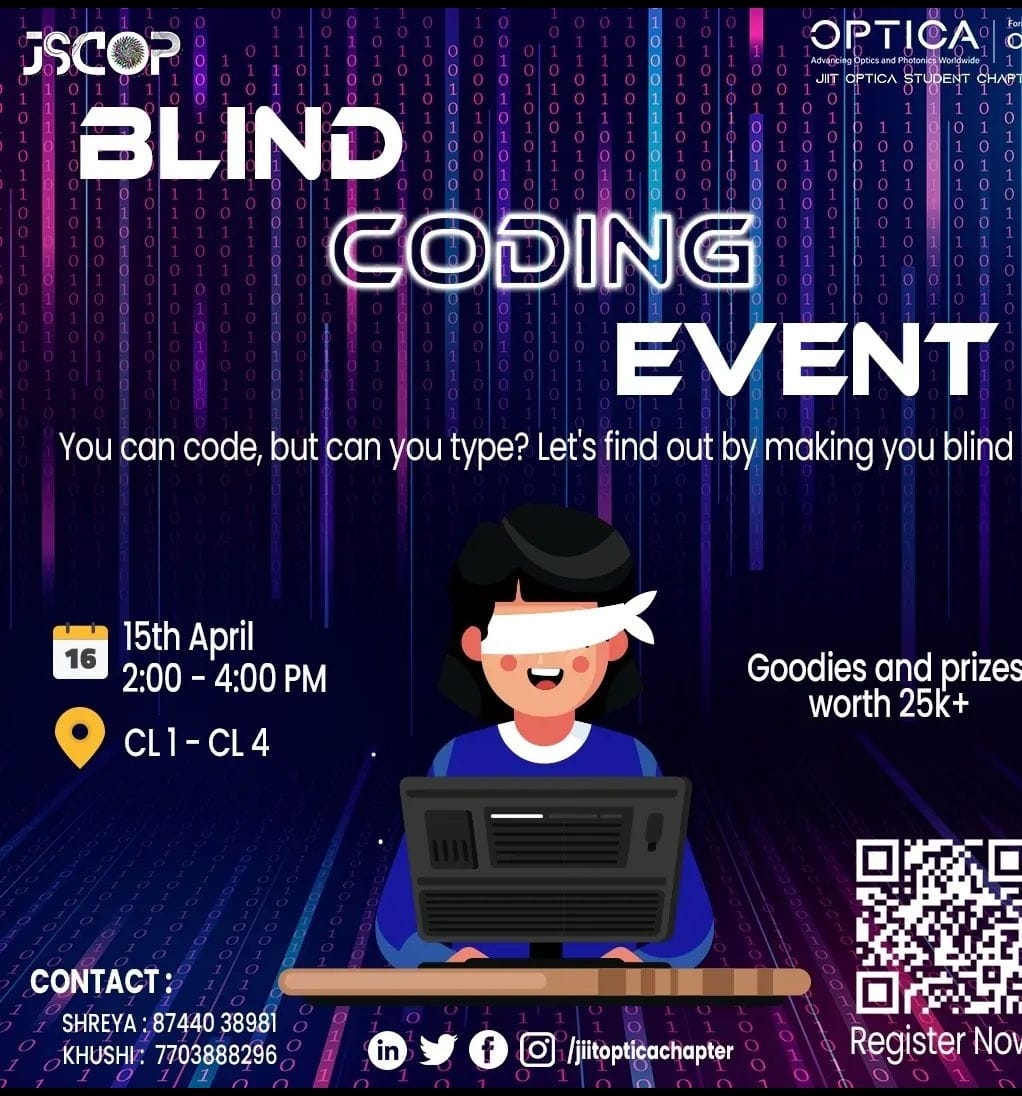 JSCOP
OPTICA
Advancing Optics and Photonics Worldwide
JIIT OPTICA STUDENT
BLIND
CODING
EVENT
You can code, but can you type? Let's find out by making you blind
15th April
16
2:00 - 4:00 PM
CL 1 - CL 4
Goodies and prizes
worth 25k+
CONTACT :
SHREYA : 87440 38981
KHUSHI : 7703888296
in
/jiitopticachapter
Register